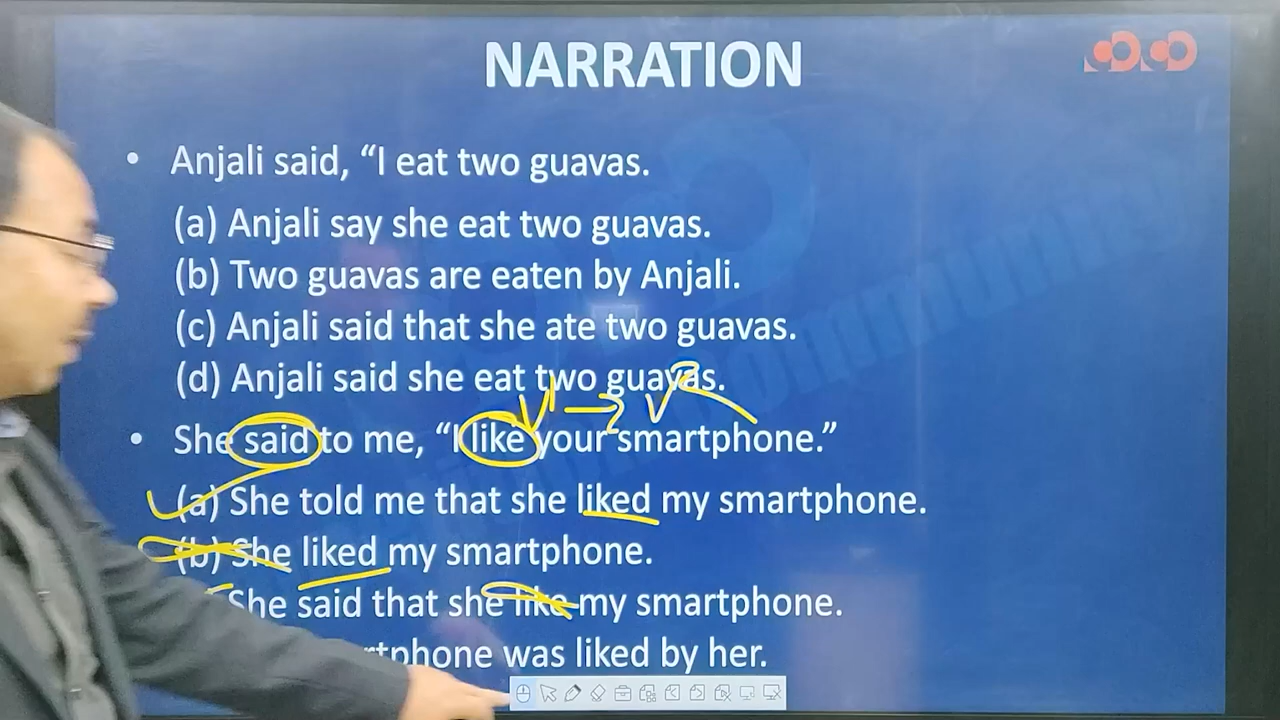 NARRATION
• Anjali said, “I eat two guavas.
(a) Anjali say she eat two guavas.
(b) Two guavas are eaten by Anjali.
(c) Anjali said that she ate two guavas.
(d) Anjali said she eat two guavas.
V1 → V2
• She said to me, “I like your smartphone.”
(a) She told me that she liked my smartphone.
(b) She liked my smartphone.
She said that she like my smartphone.
was liked by her.